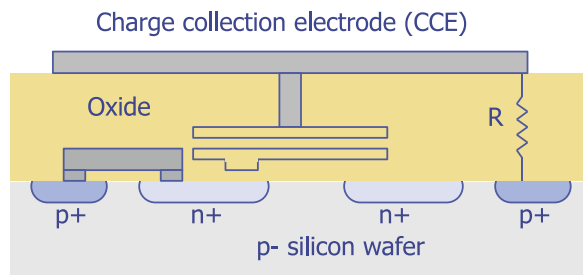 Charge collection electrode (CCE)
Oxide
R
p+ n+ n+ p+
p- silicon wafer